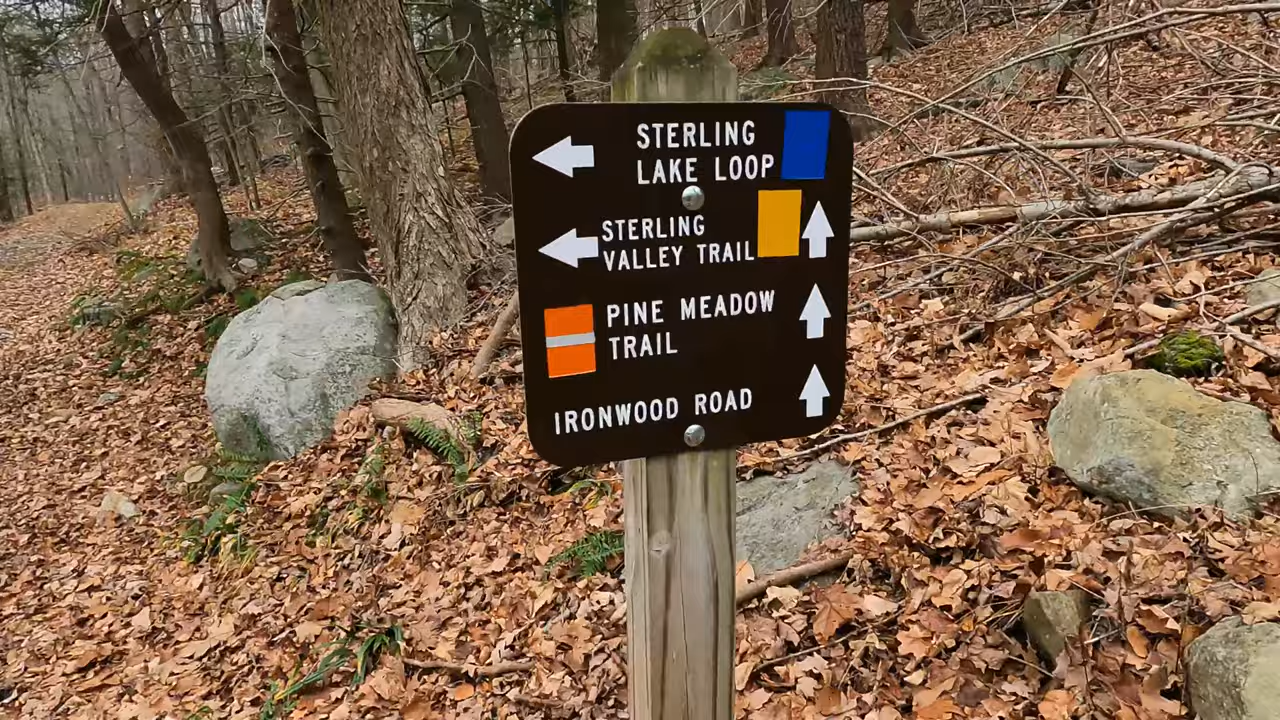 STERLING
LAKE LOOP
STERLING
VALLEY TRAIL
PINE MEADOW
TRAIL
IRONWOOD ROAD